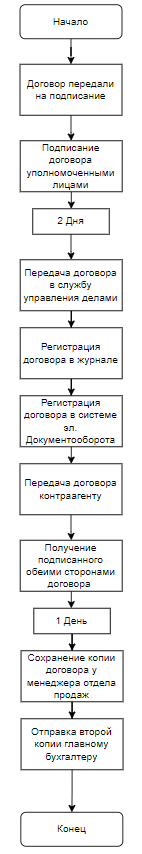 Начало
Договор передали
на подписание
Подписание
договора
уполномоченными
лицами
2 Дня
Передача договора
в службу
управления делами
Регистрация
договора в журнале
Регистрация
договора в системе
эл.
Документооборота
Передача договора
контраагенту
Получение
подписанного
обеими сторонами
договора
1 День
Сохранение копии
договора у
менеджера отдела
продаж
Отправка второй
копии главному
бухгалтеру
Конец